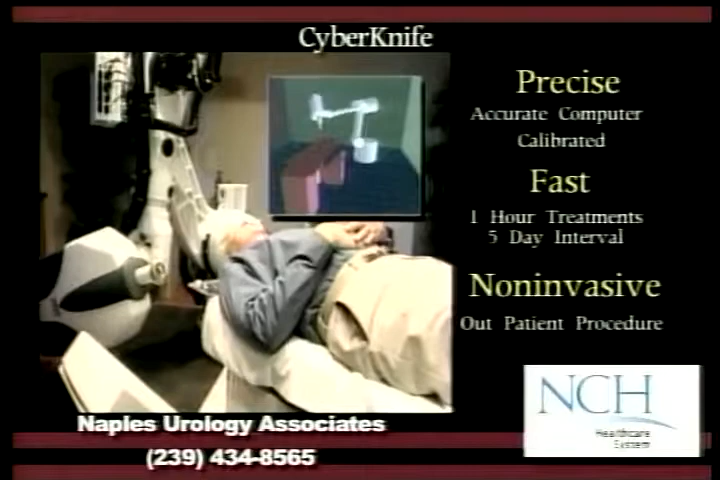 CyberKnife
Precise
Accurate Computer
Calibrated
Fast
1 Hour Treatments
5 Day Interval
Noninvasive
Out Patient Procedure
NCH
Healthcare
System
Naples Urology Associates
(239) 434-8565